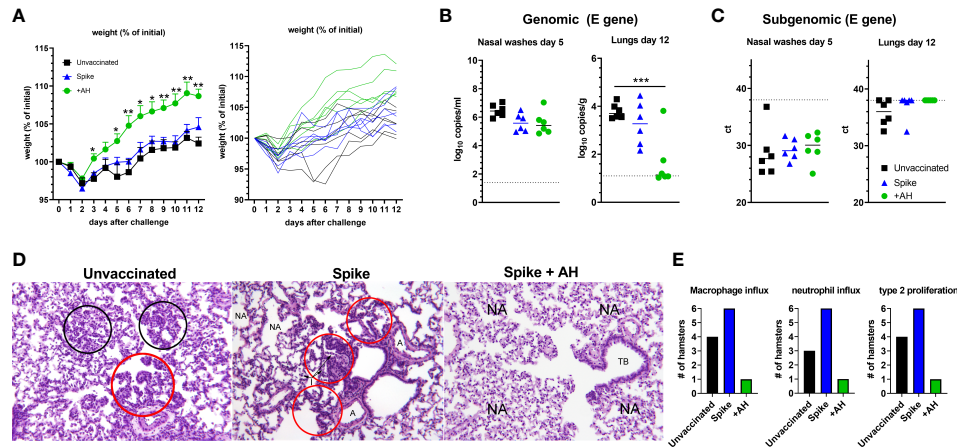 A
weight (% of initial)
weight (% of initial)
115
110
105
100
95
Unvaccinated
Spike
+AH
* * * ** * * ** ** ** **
0 1 2 3 4 5 6 7 8 9 10 11 12
days after challenge
weight (% of initial)
weight (% of initial)
115
110
105
100
95
90
0 1 2 3 4 5 6 7 8 9 10 11 12
days after challenge
B
Genomic (E gene)
Nasal washes day 5
log10 copies/ml
10
8
6
4
2
0
Lungs day 12
log10 copies/g
6
4
2
0
***
C
Subgenomic (E gene)
Nasal washes day 5
ct
40
30
20
Lungs day 12
ct
40
30
20
Unvaccinated
Spike
+AH
D
Unvaccinated
Spike
Spike + AH
NA
NA
A
I
A
NA
NA
TB
NA
NA
E
Macrophage influx
# of hamsters
6
5
4
3
2
1
0
Unvaccinated
Spike
+AH
neutrophil influx
# of hamsters
6
5
4
3
2
1
0
Unvaccinated
Spike
+AH
type 2 proliferation
# of hamsters
6
5
4
3
2
1
0
Unvaccinated
Spike
+AH